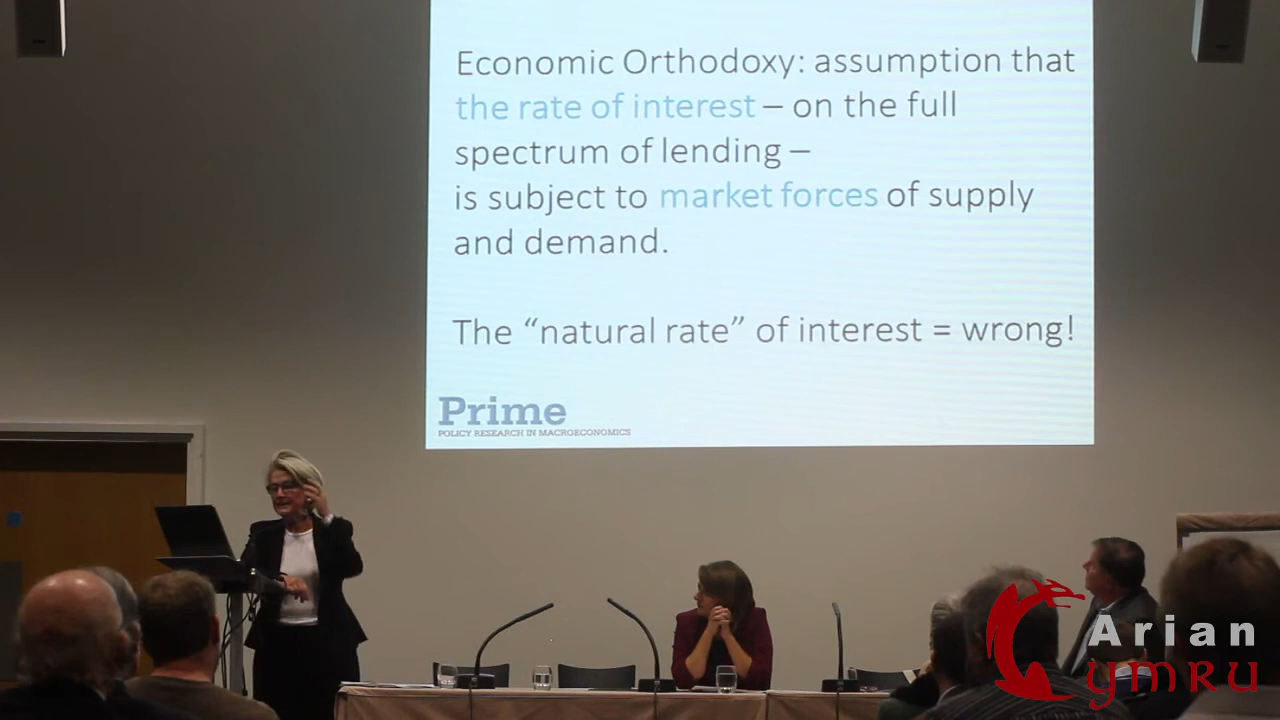 Economic Orthodoxy: assumption that
the rate of interest – on the full
spectrum of lending –
is subject to market forces of supply
and demand.
The “natural rate” of interest = wrong!
Prime
POLICY RESEARCH IN MACROECONOMICS
Arian
Cymru